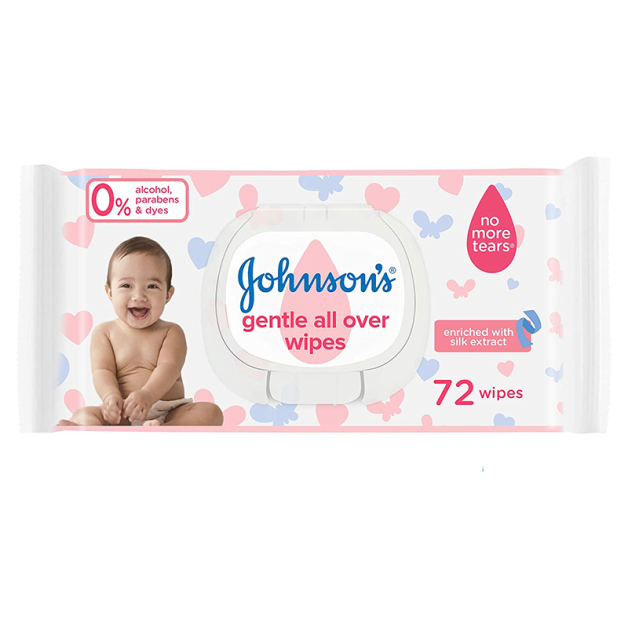 0% alcohol,
parabens
& dyes
Johnson's®
gentle all over
wipes
no
more
tears®
enriched with
silk extract
72 wipes